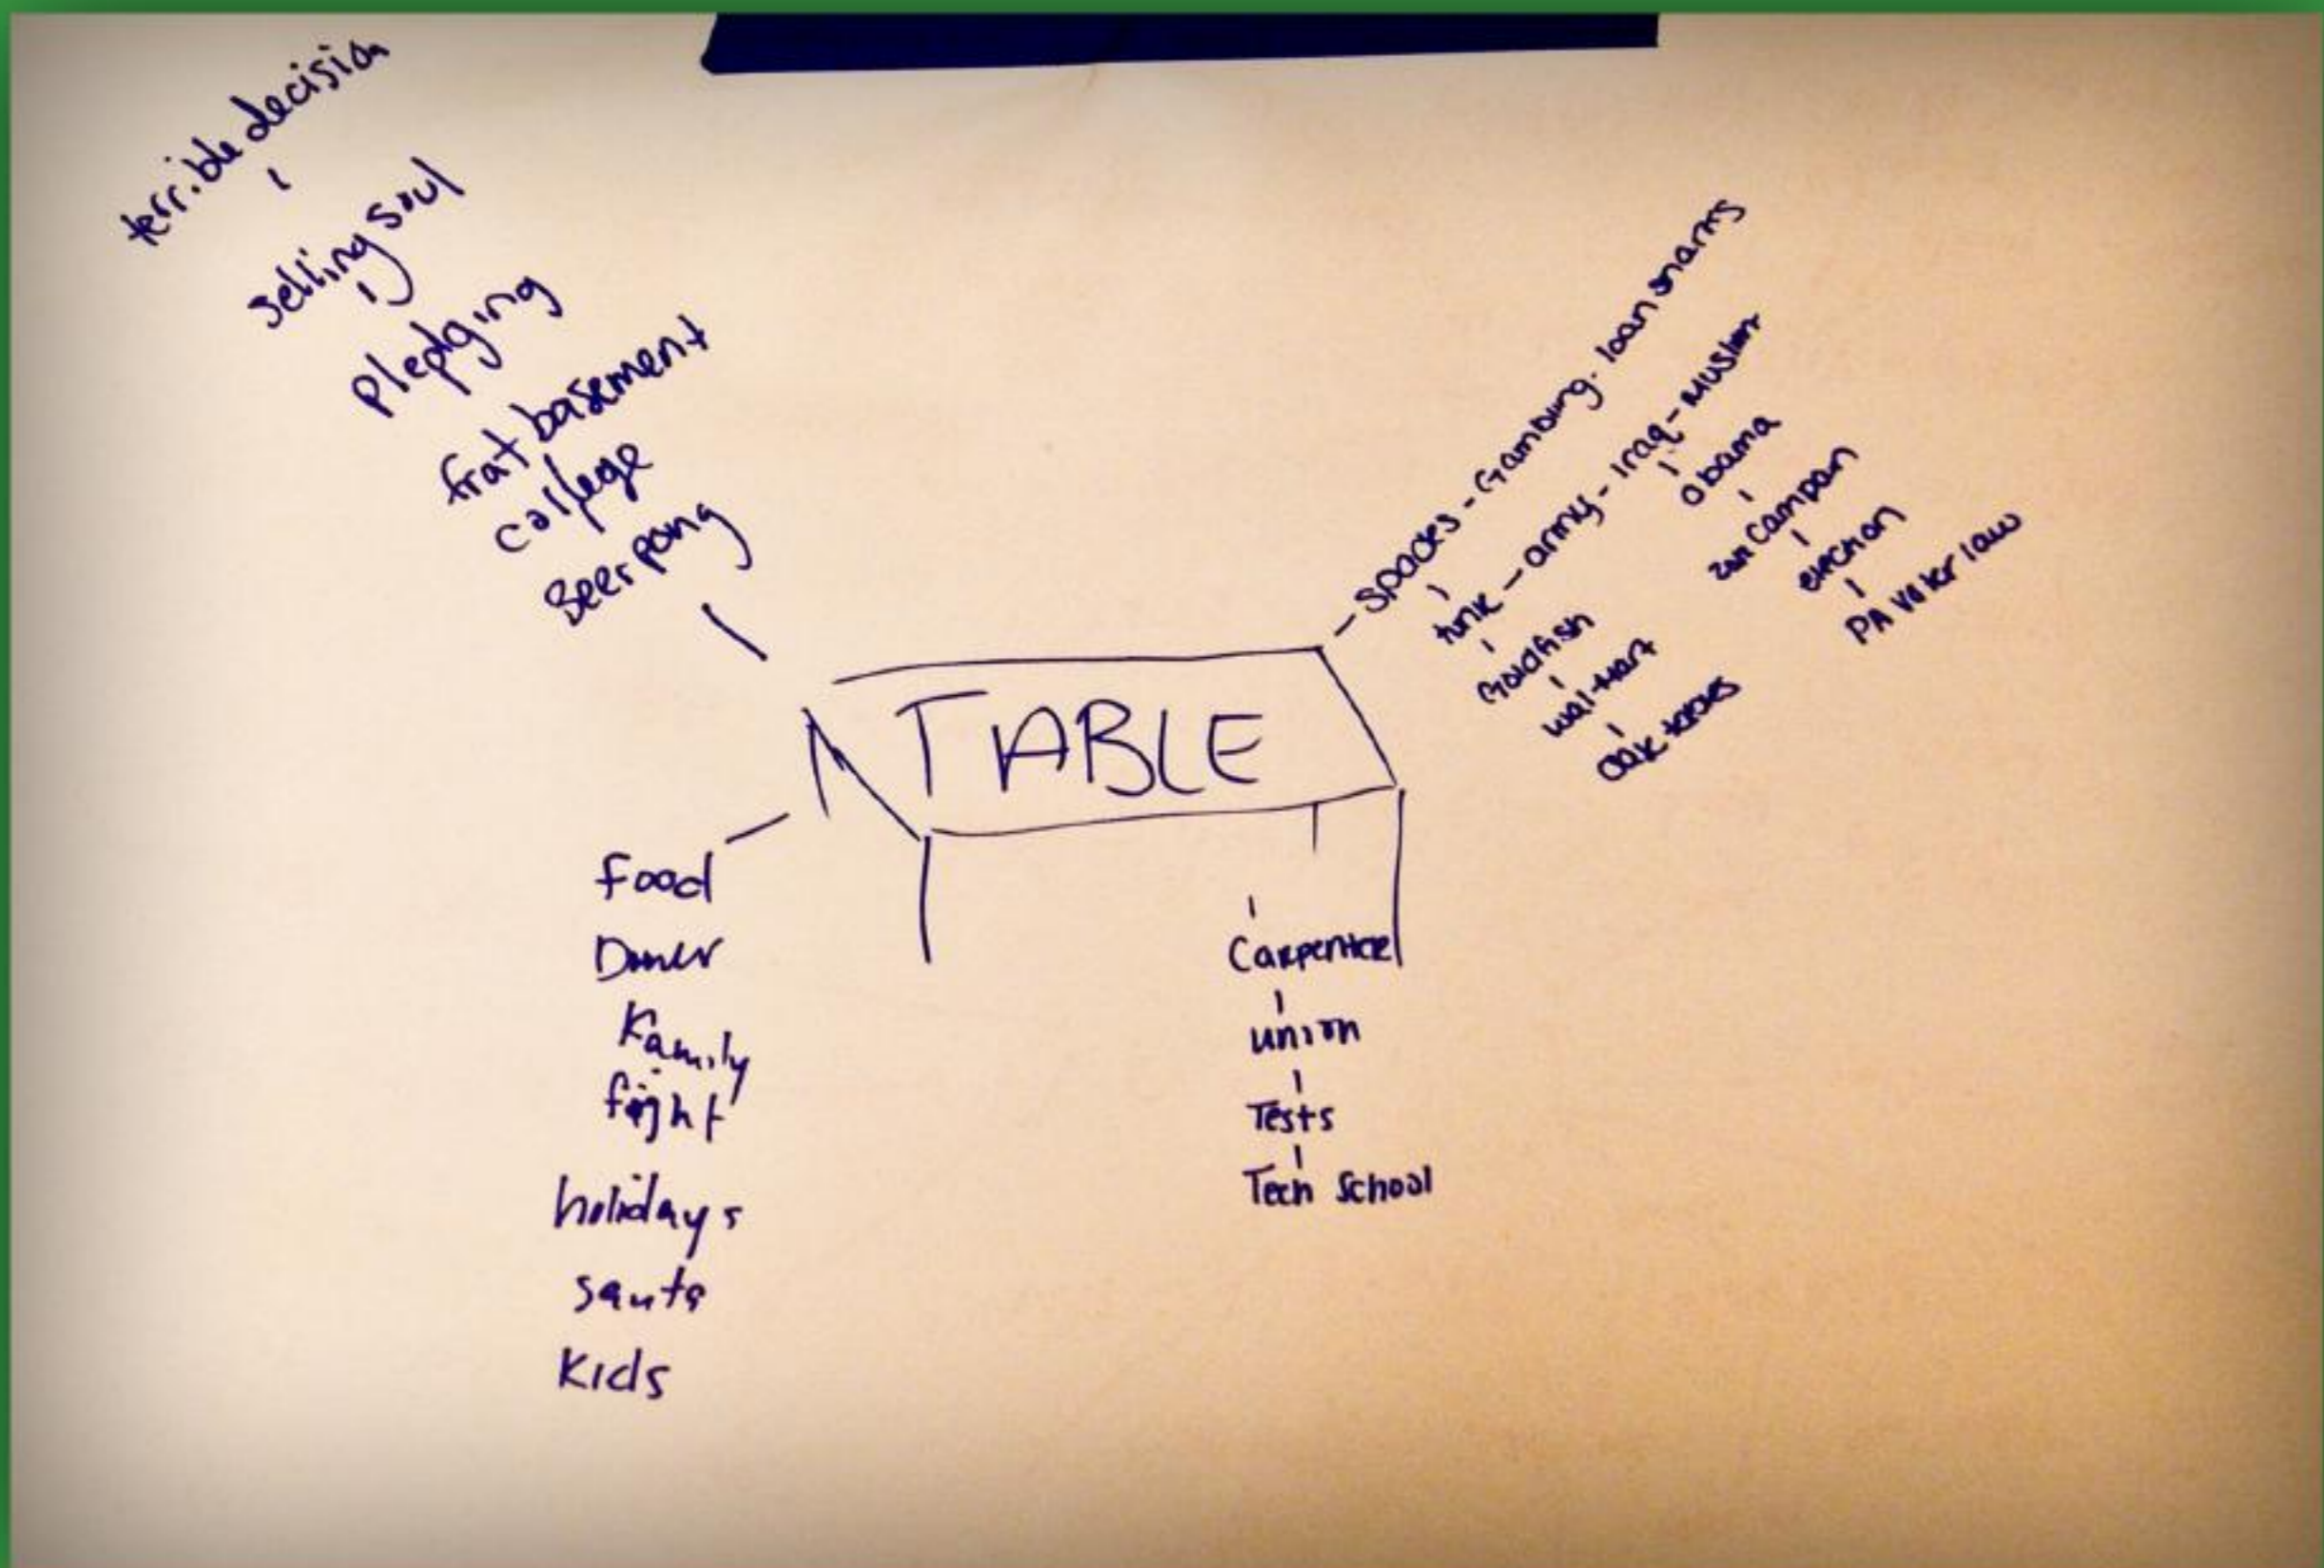 terrible decision
selling soul
pledging
frat basement
college
Beer pong
TABLE
- spades - Gambling. loan sharks
tunk - army - Iraq - Muslim
Obama
campaign
election
PA voter law
Goldfish
wal-mart
oak
food
Dinner
Family
fight
holidays
santa
Kids
Carpenter
union
Tests
Tech School